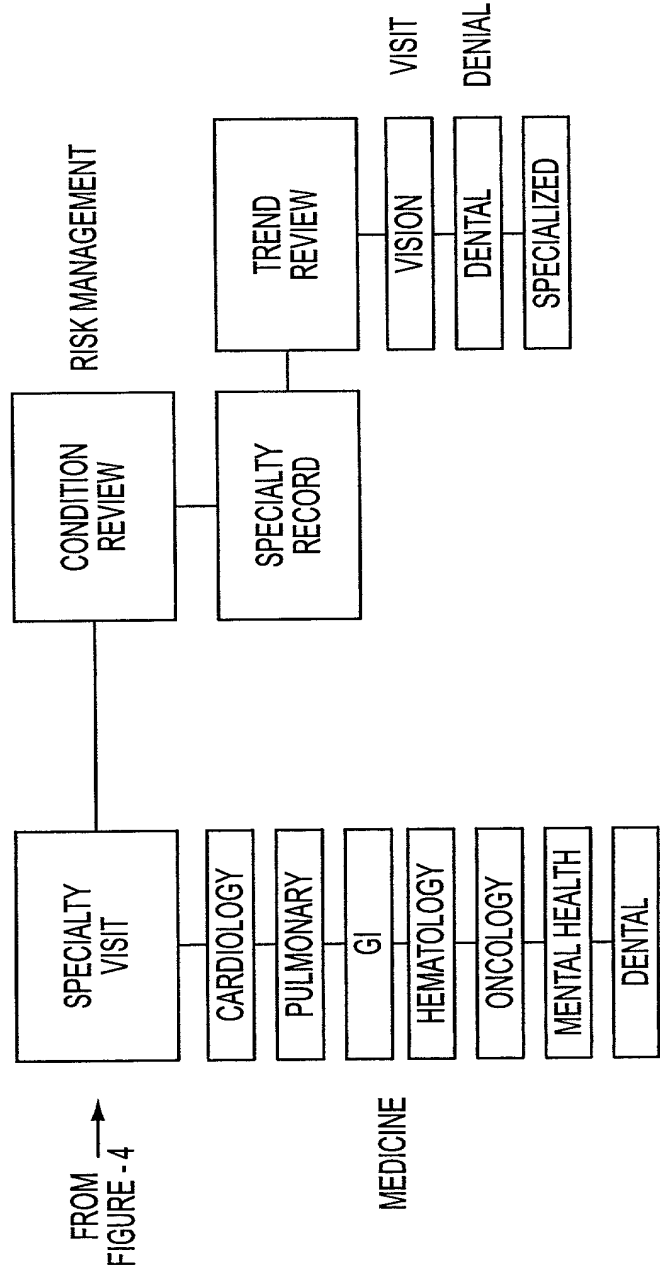 FROM
FIGURE - 4
SPECIALTY
VISIT
CARDIOLOGY
PULMONARY
GI
HEMATOLOGY
ONCOLOGY
MENTAL HEALTH
DENTAL
MEDICINE
CONDITION
REVIEW
RISK MANAGEMENT
SPECIALTY
RECORD
TREND
REVIEW
VISION
VISIT
DENTAL
DENIAL
SPECIALIZED